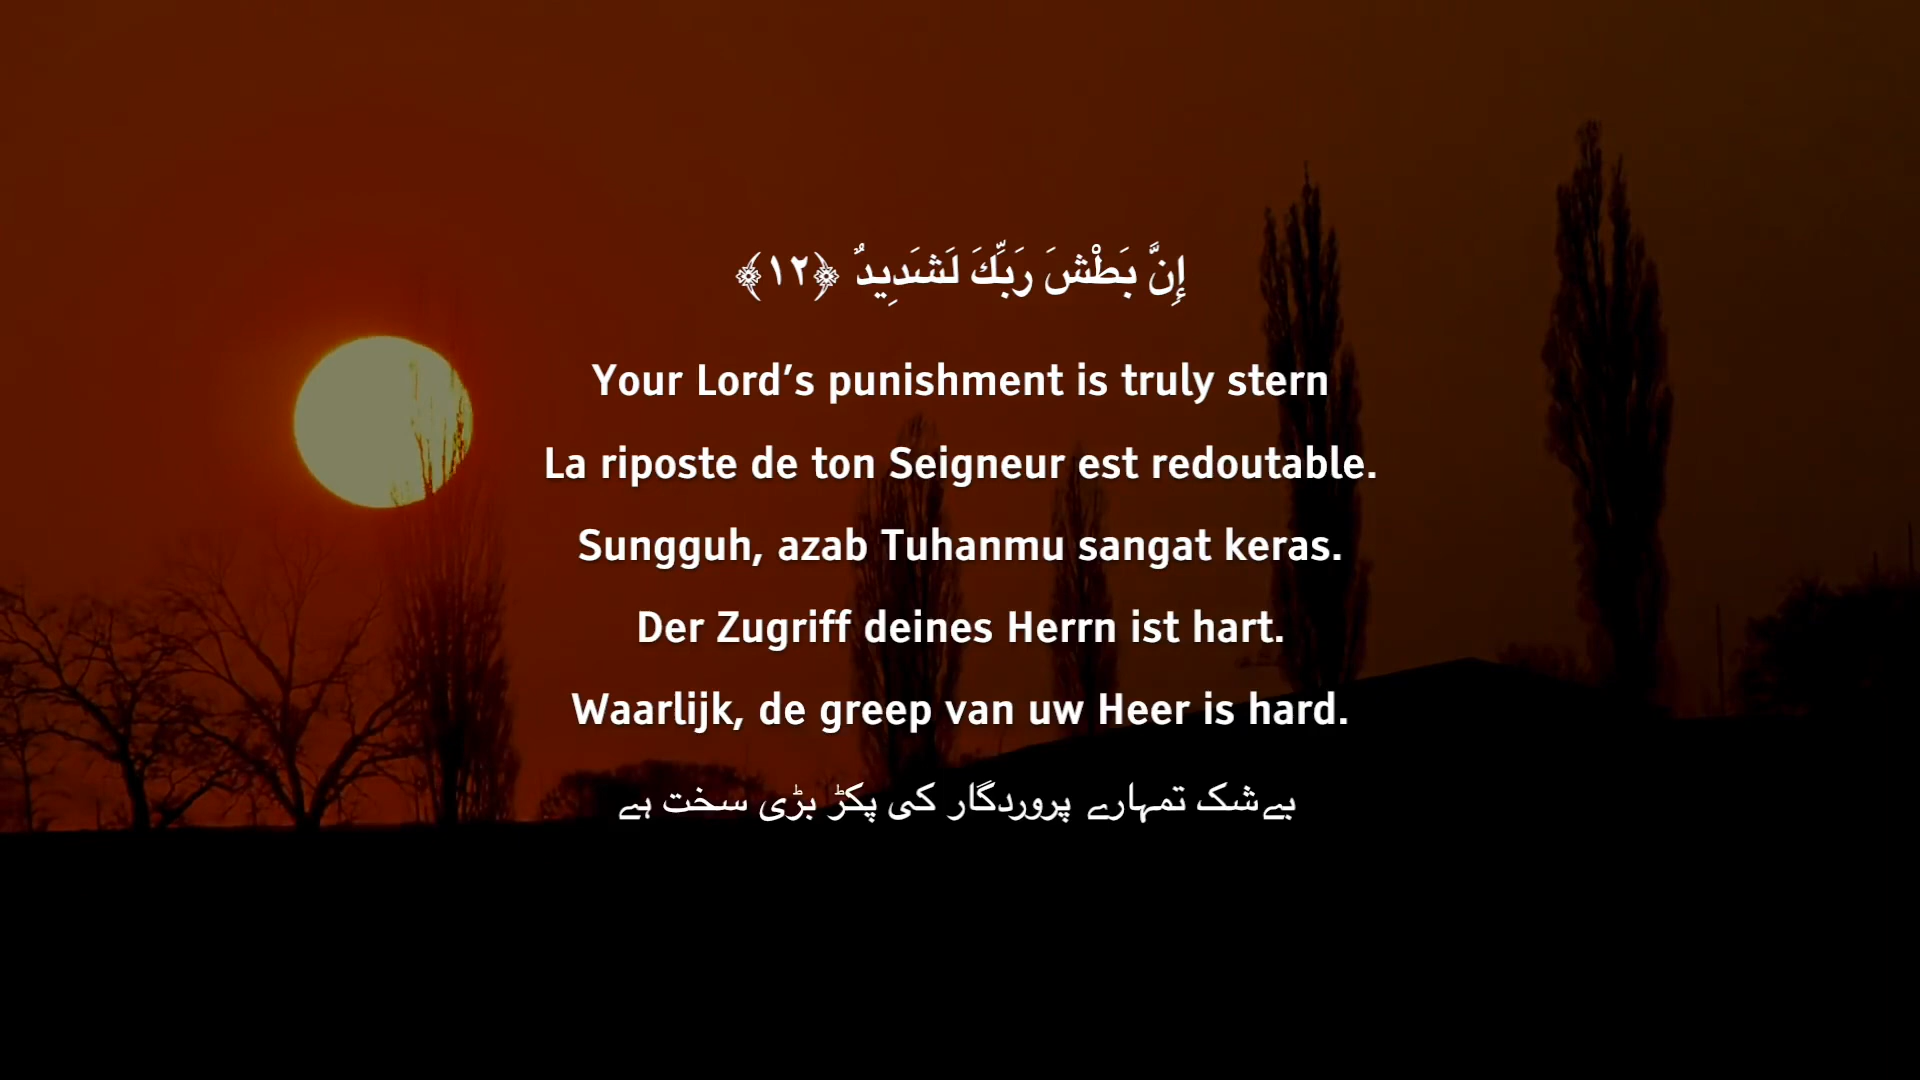 إِنَّ بَطْشَ رَبِّكَ لَشَدِيدٌ ﴿١٢﴾
Your Lord’s punishment is truly stern
La riposte de ton Seigneur est redoutable.
Sungguh, azab Tuhanmu sangat keras.
Der Zugriff deines Herrn ist hart.
Waarlijk, de greep van uw Heer is hard.
بےشک تمہارے پروردگار کی پکڑ بڑی سخت ہے